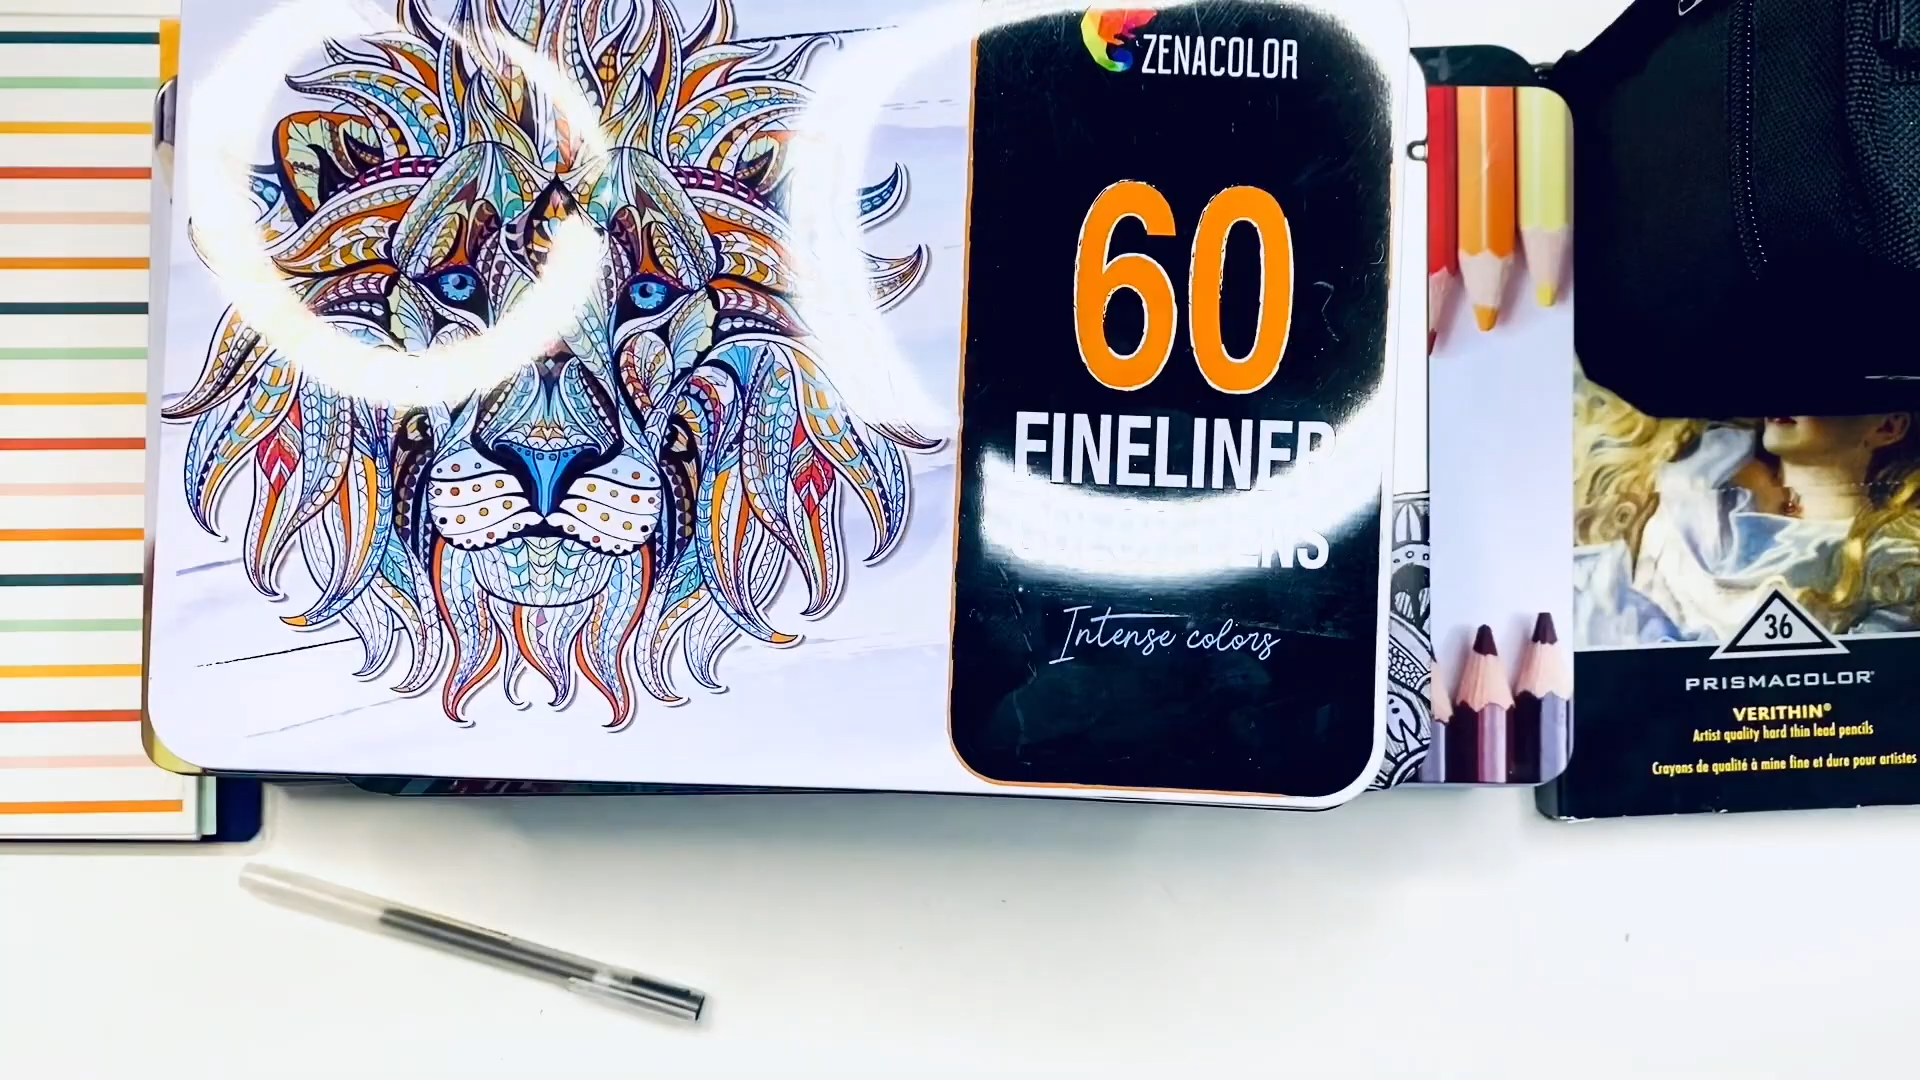 ZENACOLOR
60
FINELINER
Intense colors
36
PRISMACOLOR
VERITHIN®
Artist quality hard thin lead pencils
Crayons de qualité à mine fine et dure pour artistes